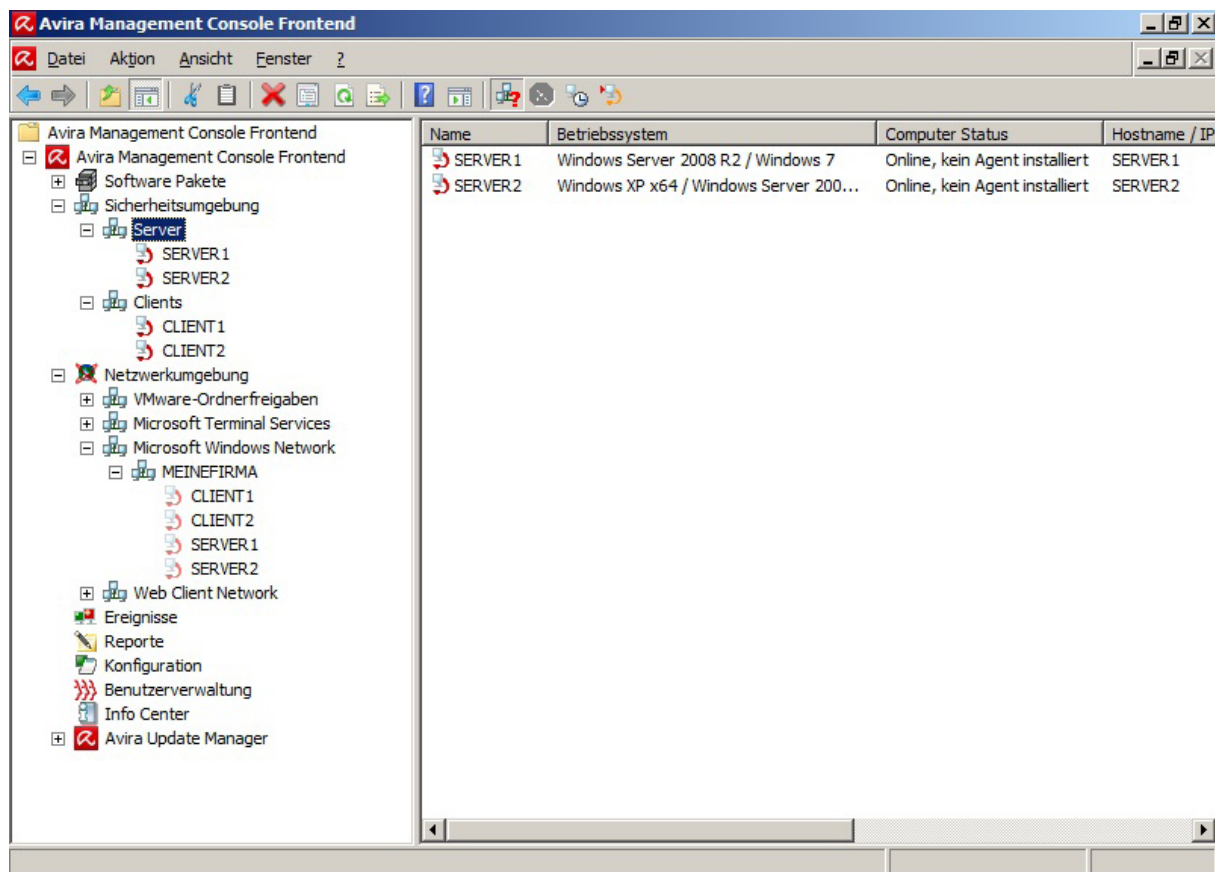 Avira Management Console Frontend
Datei Aktion Ansicht Fenster ?
Avira Management Console Frontend
Avira Management Console Frontend
Software Pakete
Sicherheitsumgebung
Server
SERVER1
SERVER2
Clients
CLIENT1
CLIENT2
Netzwerkumgebung
VMware-Ordnerfreigaben
Microsoft Terminal Services
Microsoft Windows Network
MEINEFIRMA
CLIENT1
CLIENT2
SERVER1
SERVER2
Web Client Network
Ereignisse
Reporte
Konfiguration
Benutzerverwaltung
Info Center
Avira Update Manager
Name Betriebssystem Computer Status Hostname / IP
SERVER1 Windows Server 2008 R2 / Windows 7 Online, kein Agent installiert SERVER1
SERVER2 Windows XP x64 / Windows Server 200... Online, kein Agent installiert SERVER2